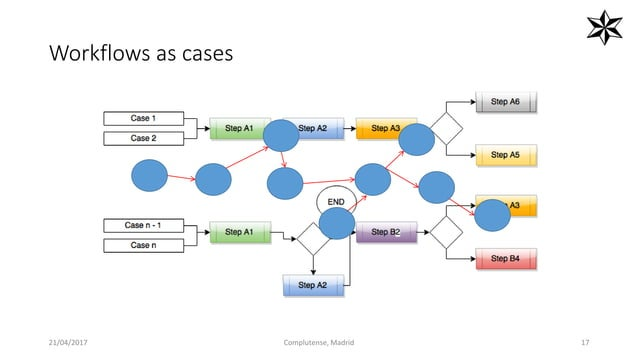 Workflows as cases
Case 1
Case 2
Step A1
Step A2
Step A3
Step A6
Step A5
END
Case n - 1
Case n
Step A1
Step A2
Step B2
A3
Step B4
21/04/2017
Complutense, Madrid
17